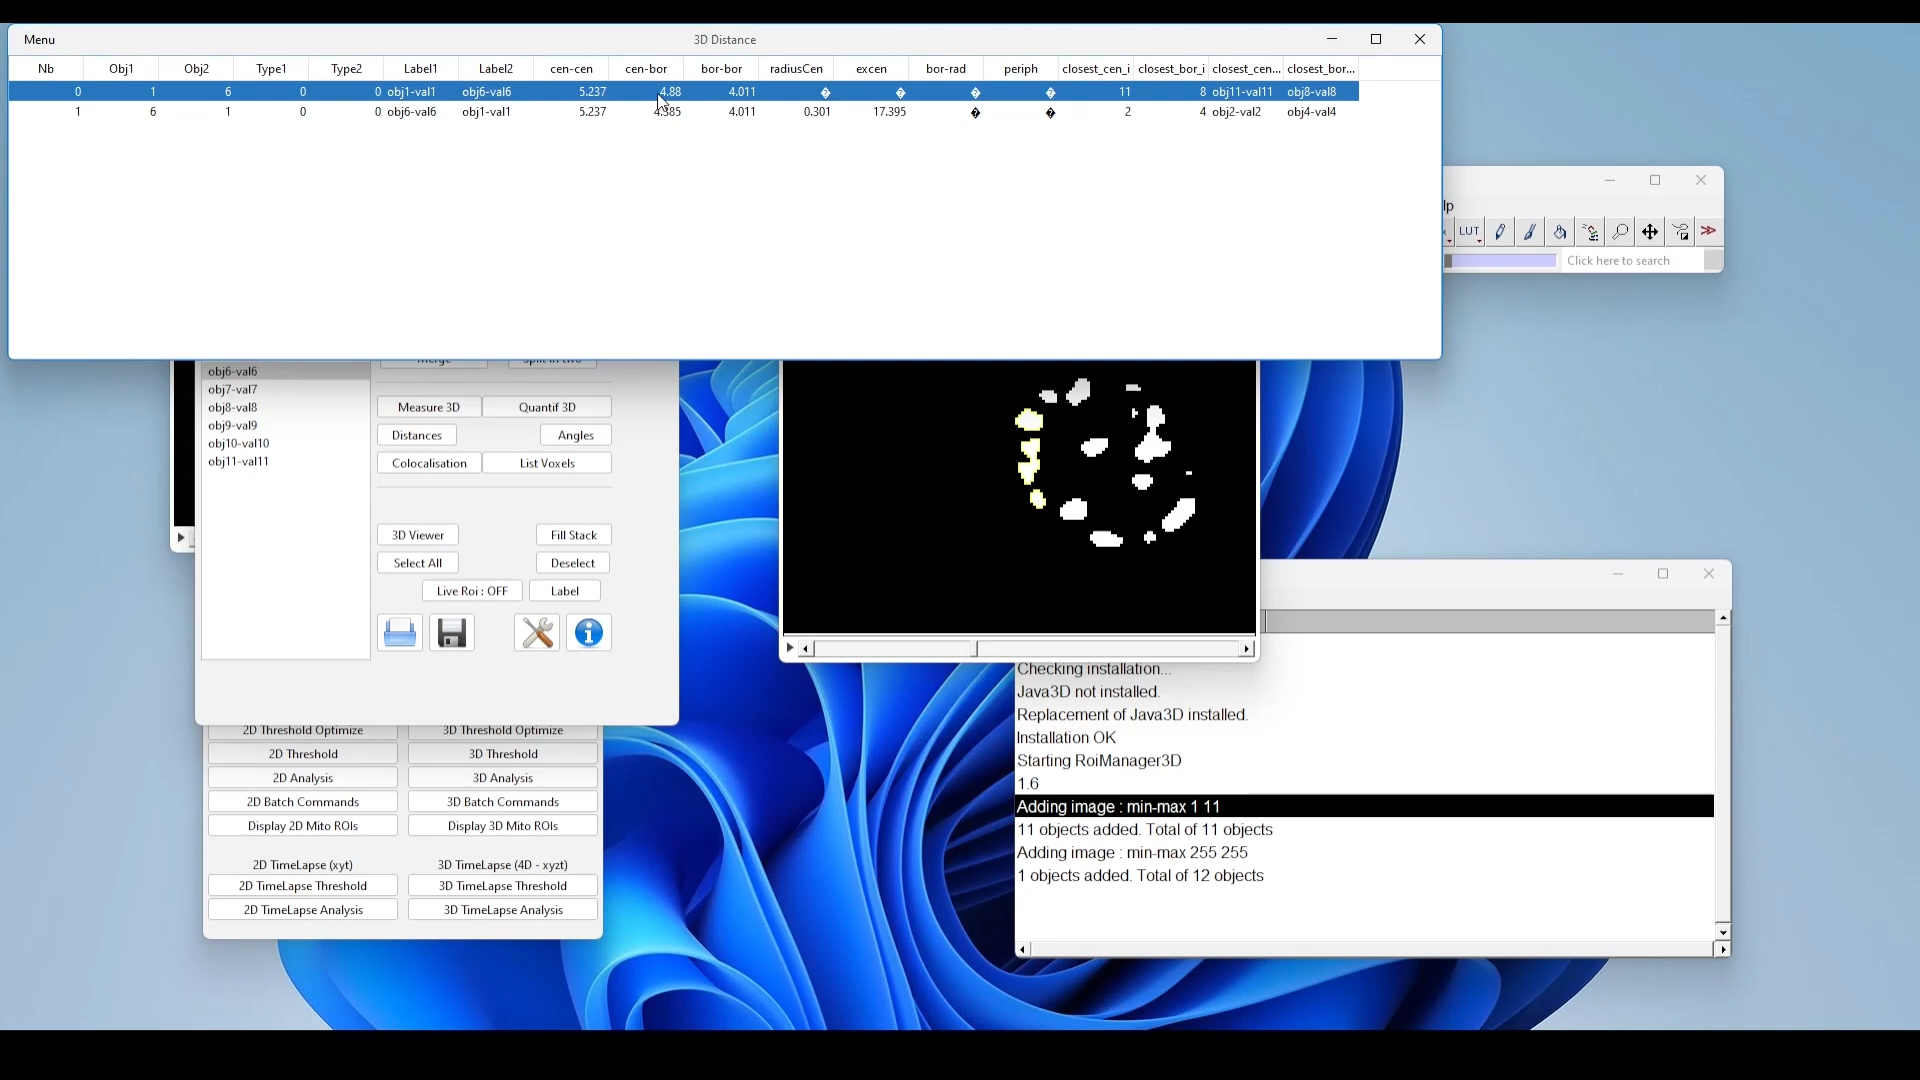 Menu
3D Distance
Nb Obj1 Obj2 Type1 Type2 Label1 Label2 cen-cen cen-bor bor-bor radiusCen excen bor-rad periph closest_cen_i closest_bor_i closest_cen... closest_bor...
0 1 6 0 0 obj1-val1 obj6-val6 5.237 4.88 4.011 � � � � 11 8 obj11-val11 obj8-val8
1 6 1 0 0 obj6-val6 obj1-val1 5.237 4.385 4.011 0.301 17.395 � � 2 4 obj2-val2 obj4-val4
lp
LUT
Click here to search
Merge
Split in two
obj6-val6
obj7-val7
obj8-val8
obj9-val9
obj10-val10
obj11-val11
Measure 3D
Quantif 3D
Distances
Angles
Colocalisation
List Voxels
3D Viewer
Fill Stack
Select All
Deselect
Live Roi : OFF
Label
2D Threshold Optimize
3D Threshold Optimize
2D Threshold
3D Threshold
2D Analysis
3D Analysis
2D Batch Commands
3D Batch Commands
Display 2D Mito ROIs
Display 3D Mito ROIs
2D TimeLapse (xyt)
3D TimeLapse (4D - xyzt)
2D TimeLapse Threshold
3D TimeLapse Threshold
2D TimeLapse Analysis
3D TimeLapse Analysis
Checking installation...
Java3D not installed.
Replacement of Java3D installed.
Installation OK
Starting RoiManager3D
1.6
Adding image : min-max 1 11
11 objects added. Total of 11 objects
Adding image : min-max 255 255
1 objects added. Total of 12 objects